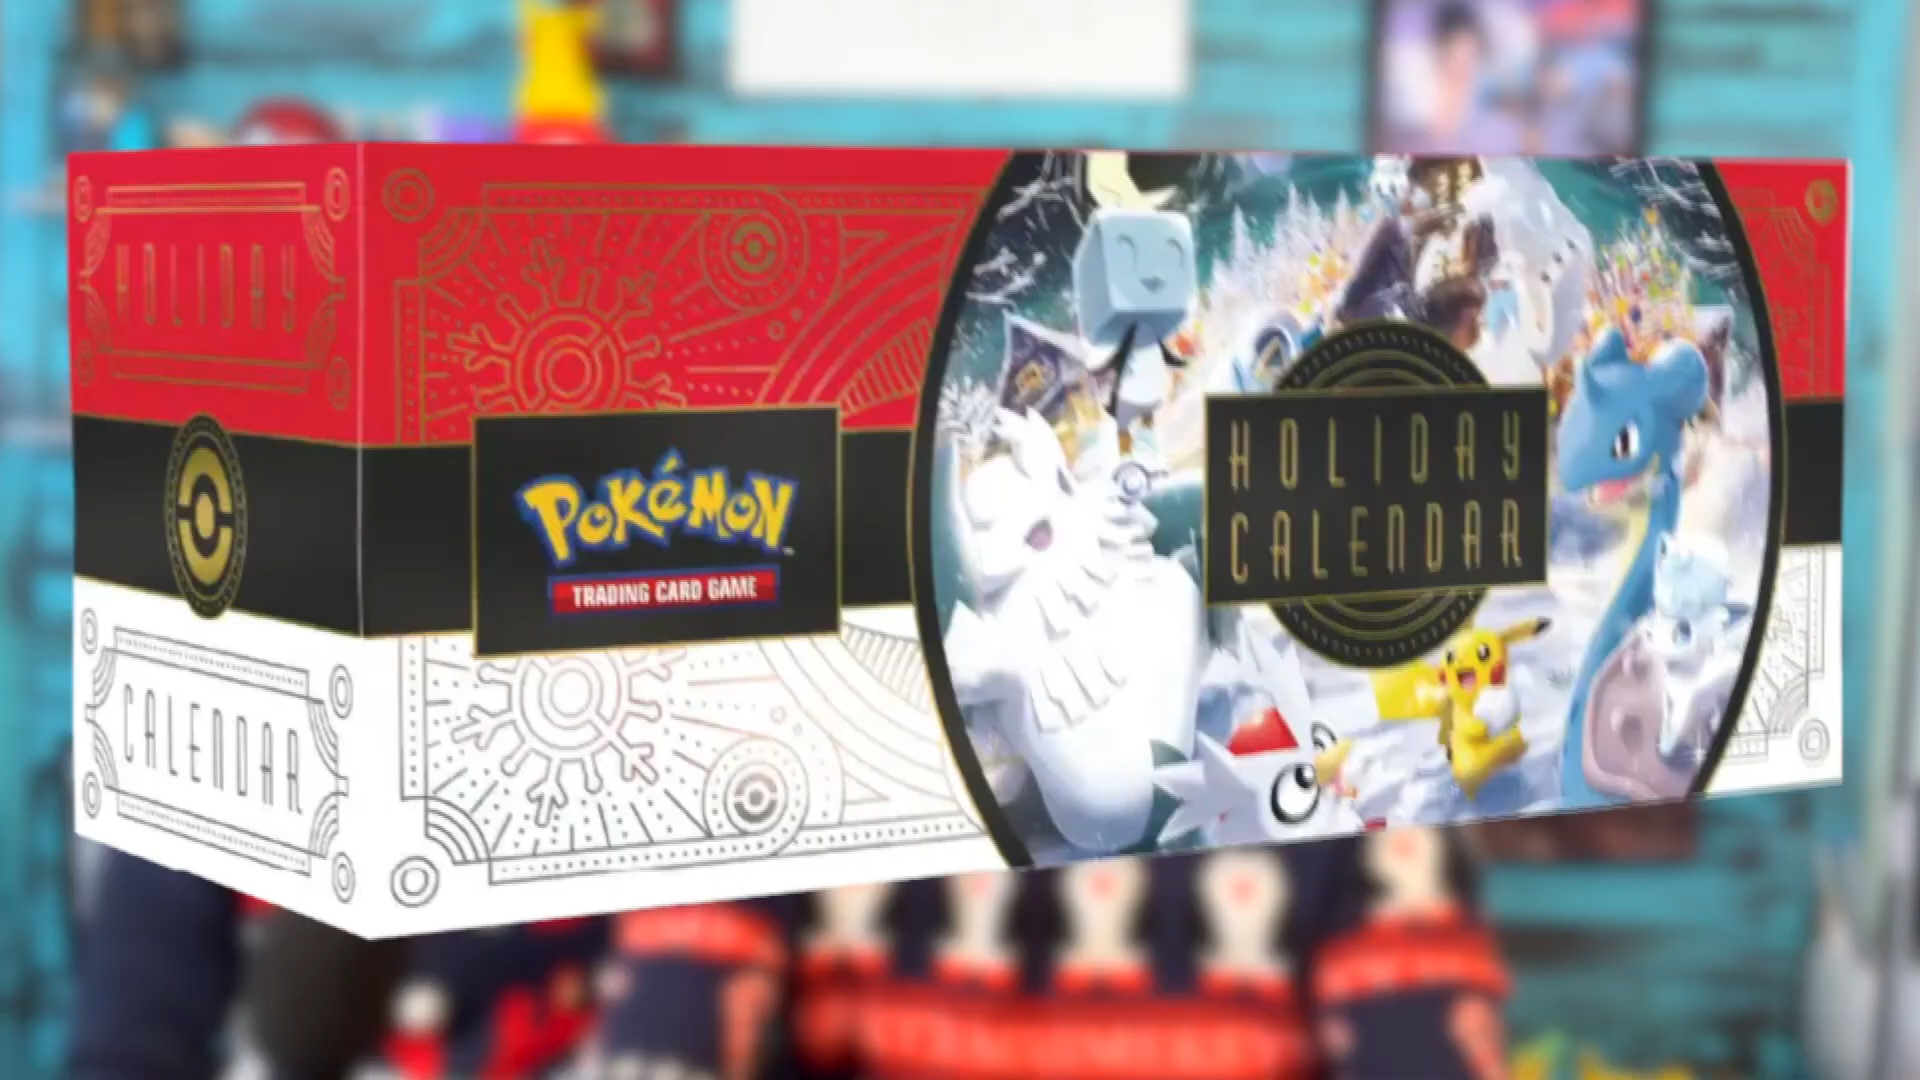 HOLIDAY
CALENDAR
POKéMON
TRADING CARD GAME
HOLIDAY
CALENDAR